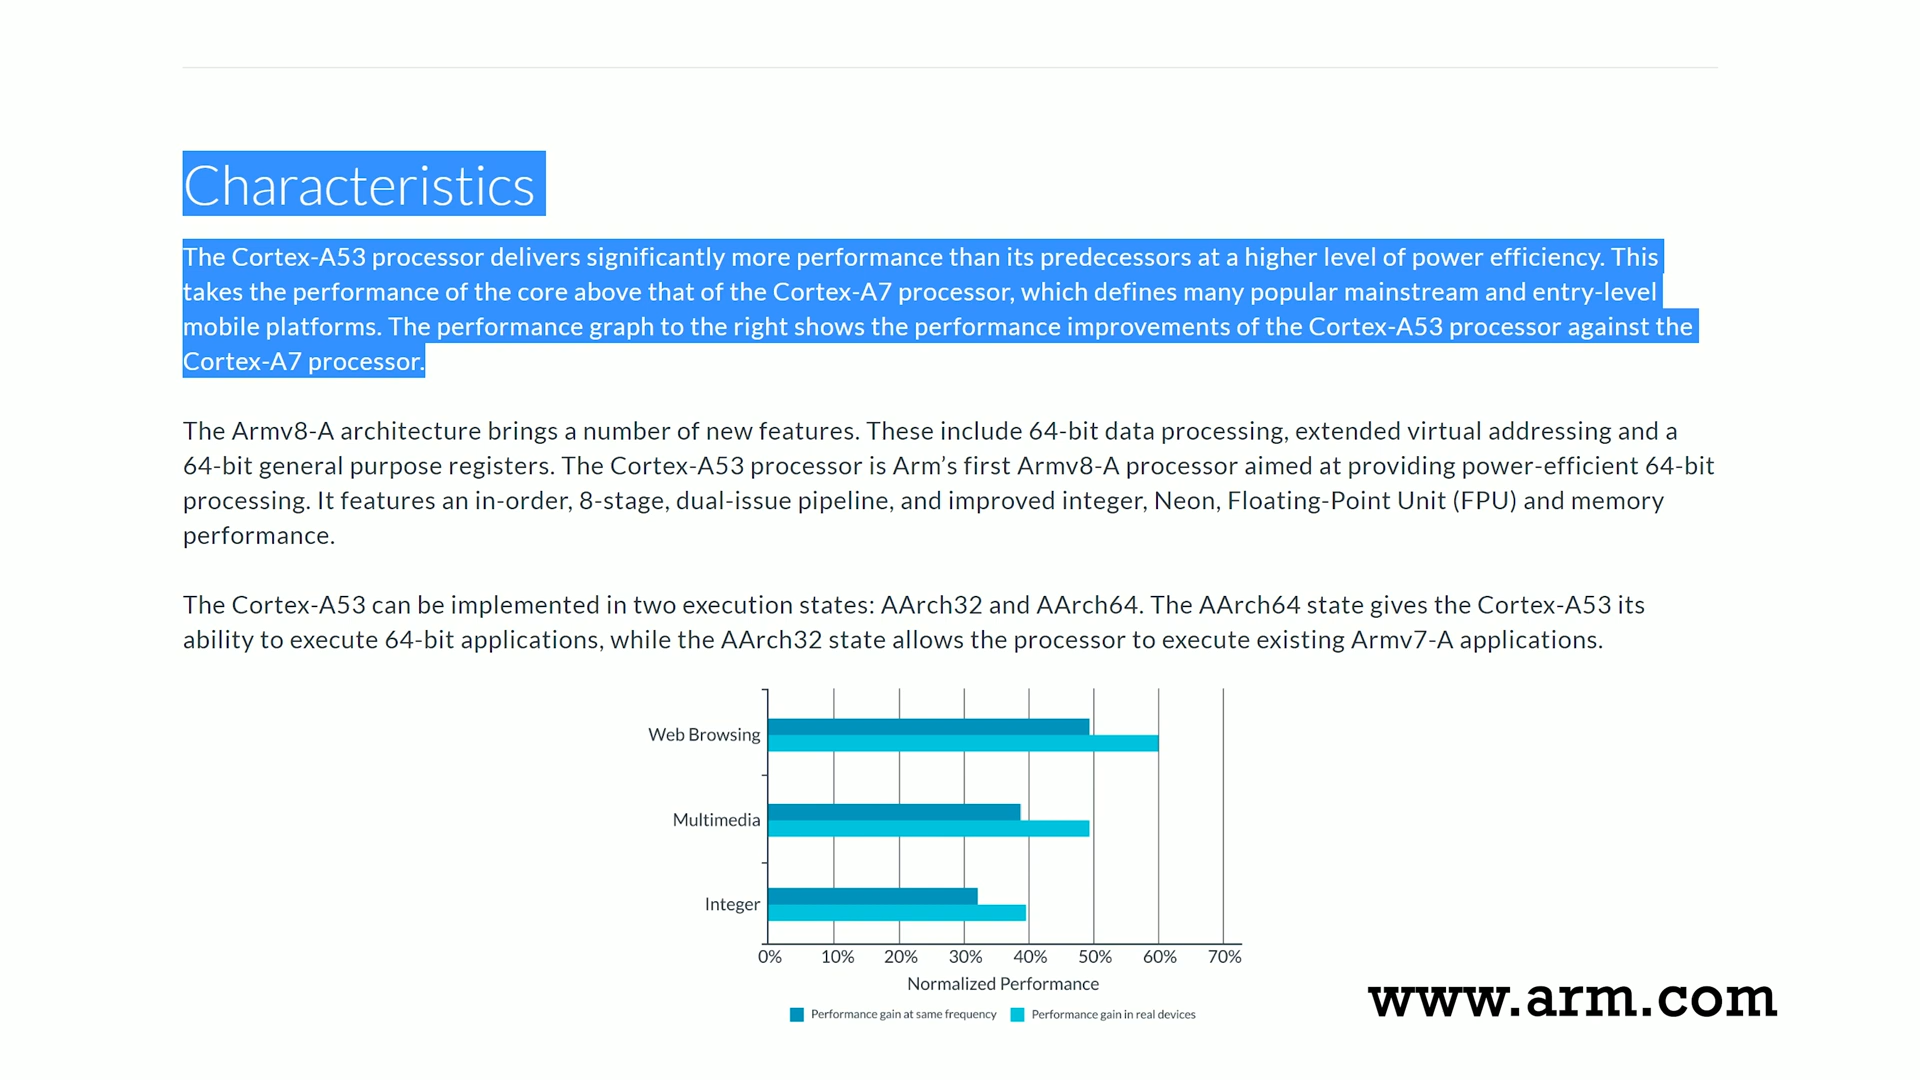 Characteristics
The Cortex-A53 processor delivers significantly more performance than its predecessors at a higher level of power efficiency. This
takes the performance of the core above that of the Cortex-A7 processor, which defines many popular mainstream and entry-level
mobile platforms. The performance graph to the right shows the performance improvements of the Cortex-A53 processor against the
Cortex-A7 processor.
The Armv8-A architecture brings a number of new features. These include 64-bit data processing, extended virtual addressing and a
64-bit general purpose registers. The Cortex-A53 processor is Arm’s first Armv8-A processor aimed at providing power-efficient 64-bit
processing. It features an in-order, 8-stage, dual-issue pipeline, and improved integer, Neon, Floating-Point Unit (FPU) and memory
performance.
The Cortex-A53 can be implemented in two execution states: AArch32 and AArch64. The AArch64 state gives the Cortex-A53 its
ability to execute 64-bit applications, while the AArch32 state allows the processor to execute existing Armv7-A applications.
Web Browsing
Multimedia
Integer
0% 10% 20% 30% 40% 50% 60% 70%
Normalized Performance
Performance gain at same frequency Performance gain in real devices
www.arm.com